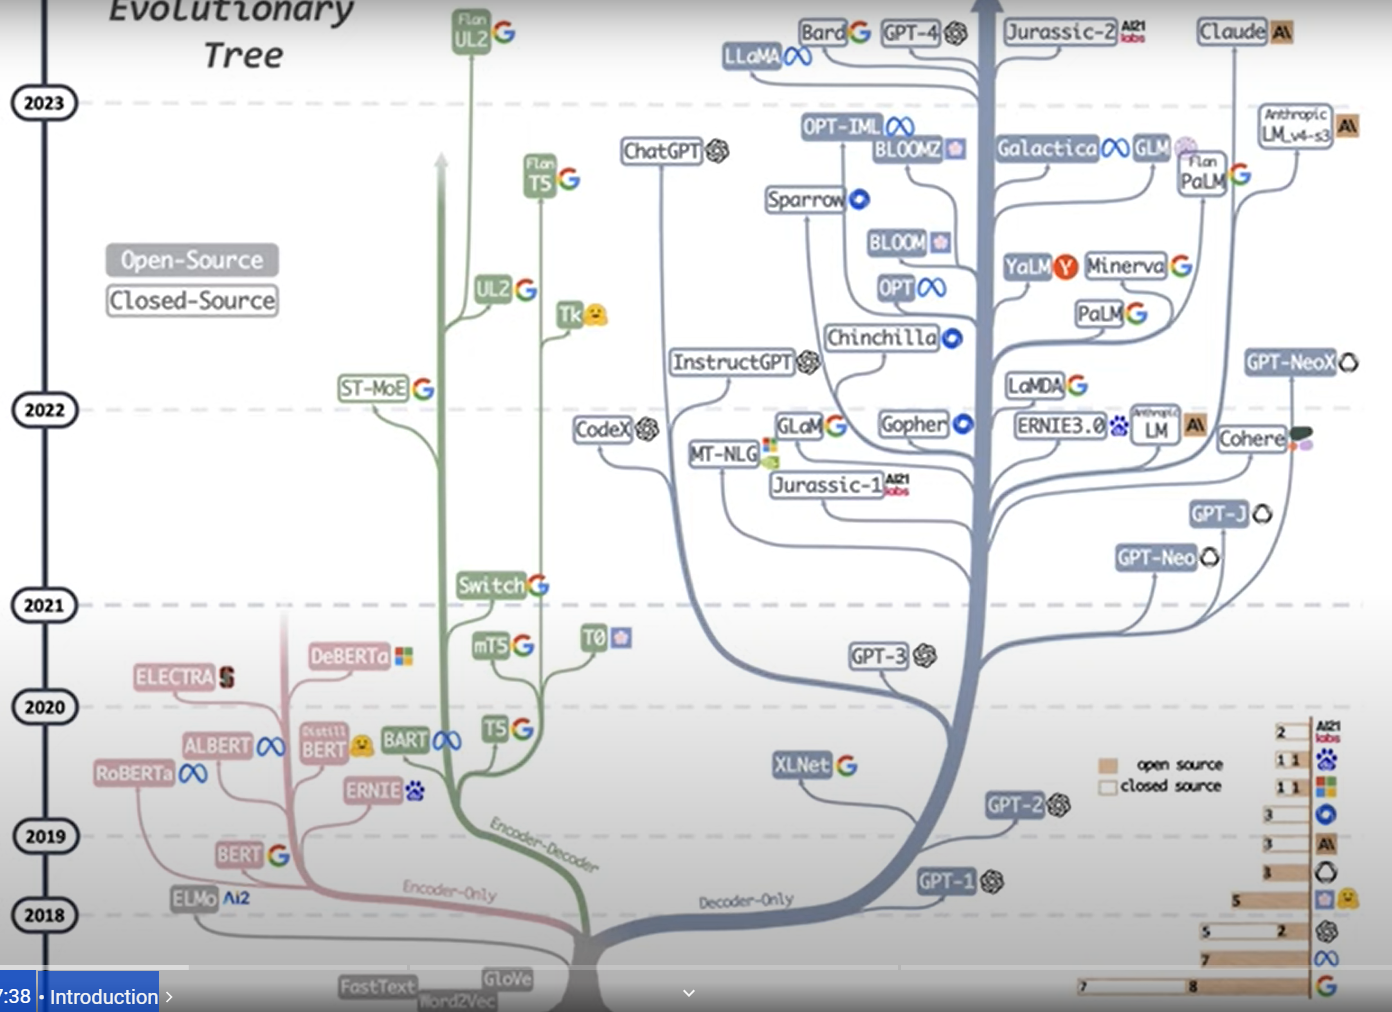 Evolutionary
Tree
Flan
UL2
Bard
GPT-4
Jurassic-2
AI21
labs
Claude
A\
LLaMA
2023
OPT-IML
Anthropic
LM_v4-s3
A\
ChatGPT
BLOOMZ
Galactica
GLM
Flan
T5
Flan
PaLM
Sparrow
Open-Source
BLOOM
YaLM
Y
Minerva
Closed-Source
UL2
OPT
Tk
PaLM
Chinchilla
InstructGPT
GPT-NeoX
ST-MoE
LaMDA
2022
CodeX
GLaM
Gopher
ERNIE3.0
Anthropic
LM
A\
Cohere
MT-NLG
Jurassic-1
AI21
labs
GPT-J
GPT-Neo
Switch
2021
mT5
T0
DeBERTa
GPT-3
ELECTRA
S
2020
T5
AI21
labs
2
ALBERT
Distill
BERT
BART
XLNet
open source
1 1
RoBERTa
closed source
1 1
ERNIE
GPT-2
3
2019
Encoder-Decoder
3
A\
BERT
3
GPT-1
ELMo
Ai2
Encoder-Only
Decoder-Only
5
2018
5 2
7
FastText
GloVe
7 8
Word2Vec
7:38 • Introduction